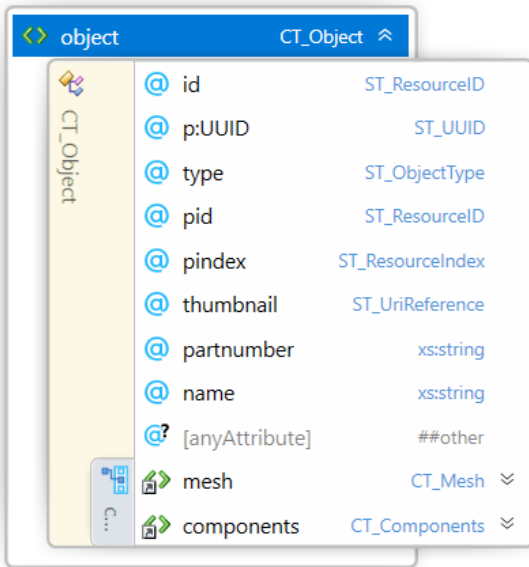 object CT_Object
CT_Object
@ id ST_ResourceID
@ p:UUID ST_UUID
@ type ST_ObjectType
@ pid ST_ResourceID
@ pindex ST_ResourceIndex
@ thumbnail ST_UriReference
@ partnumber xs:string
@ name xs:string
@? [anyAttribute] ##other
mesh CT_Mesh
C...
components CT_Components